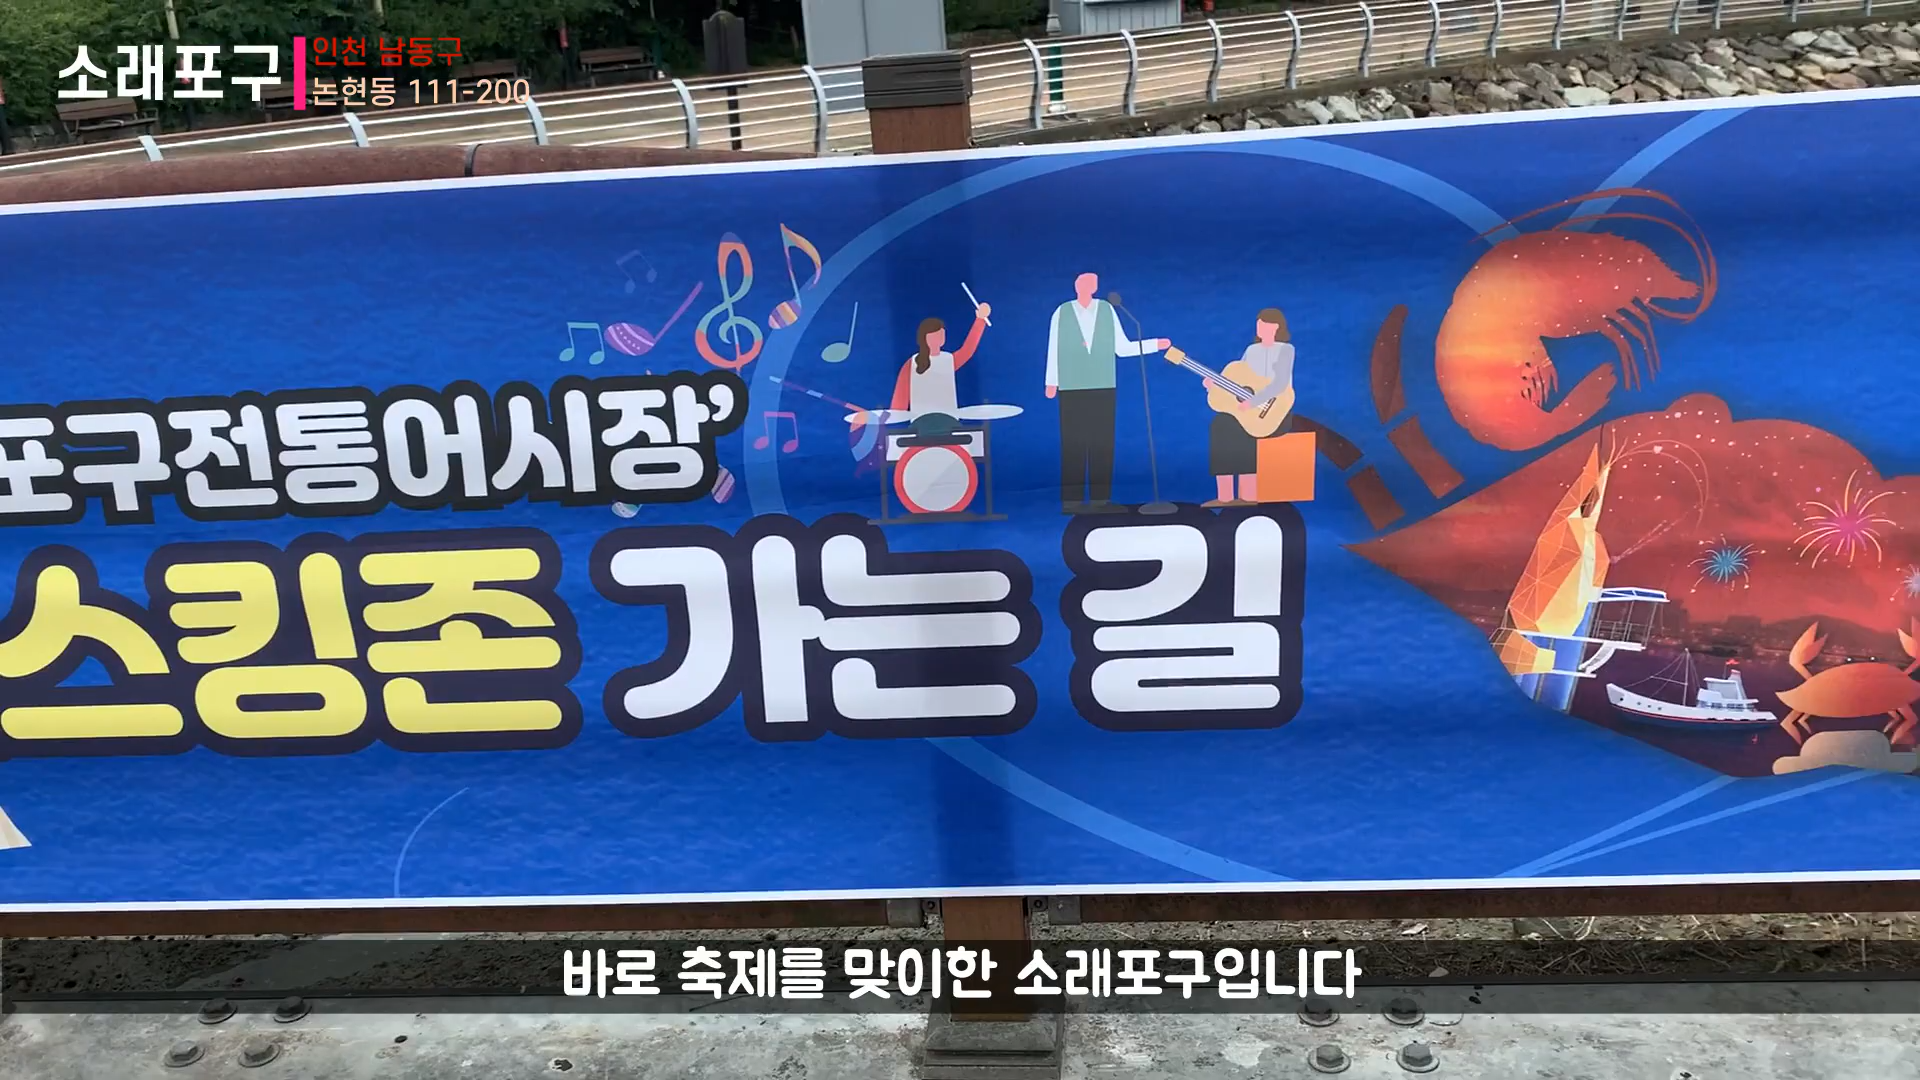 소래포구
인천 남동구
논현동 111-200
포구전통어시장’
스킹존 가는 길
바로 축제를 맞이한 소래포구입니다